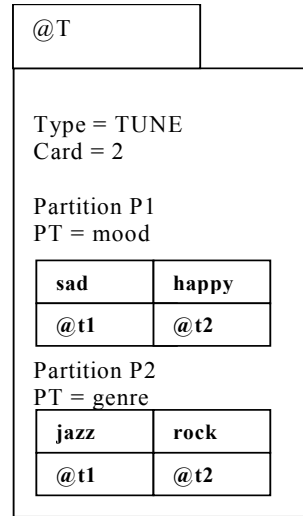 @T
Type = TUNE
Card = 2
Partition P1
PT = mood
sad happy
@t1 @t2
Partition P2
PT = genre
jazz rock
@t1 @t2